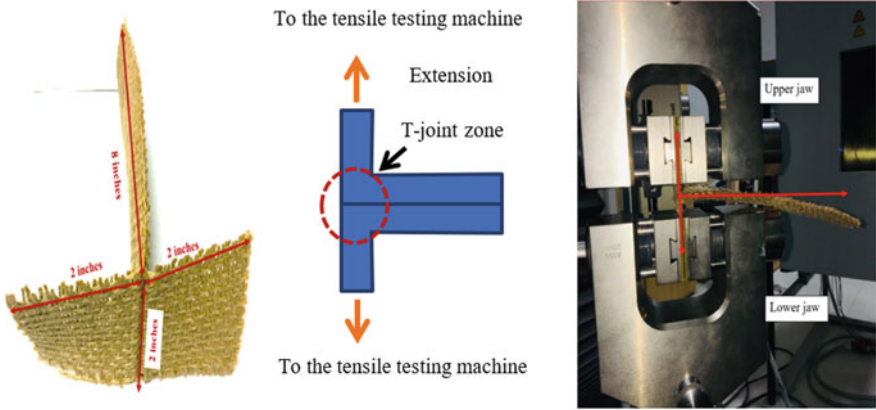 8 inches
2 inches
2 inches
2 inches
To the tensile testing machine
Extension
T-joint zone
To the tensile testing machine
Upper jaw
Lower jaw